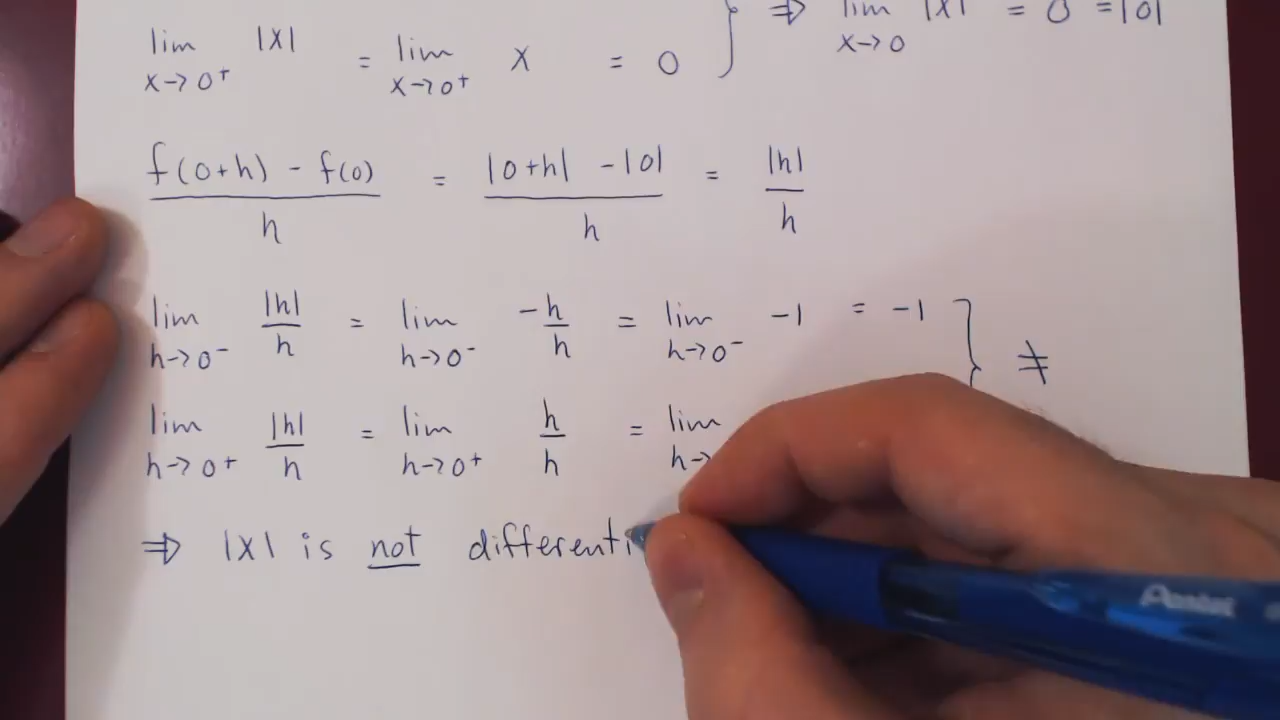 lim |x| = lim x = 0 } ⇒ lim |x| = 0 = |0|
x→0⁺ x→0⁺ x→0
f(0+h) - f(0) = |0+h| - |0| = |h|
h h h
lim |h| = lim -h = lim -1 = -1 } ≠
h→0⁻ h h→0⁻ h h→0⁻
lim |h| = lim h = lim
h→0⁺ h h→0⁺ h h→
⇒ |x| is not differenti
Pentel